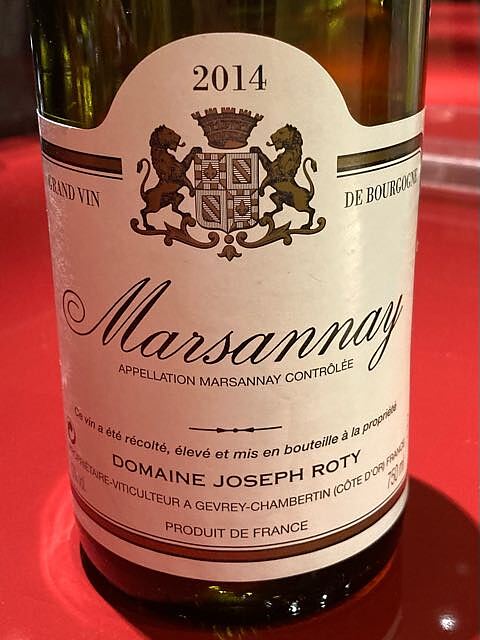 2014
GRAND VIN
DE BOURGOGNE
Marsannay
APPELLATION MARSANNAY CONTRÔLÉE
Ce vin a été récolté, élevé et mis en bouteille à la propriété
DOMAINE JOSEPH ROTY
PROPRIÉTAIRE-VITICULTEUR A GEVREY-CHAMBERTIN (CÔTE D'OR) FRANCE
750 ml
PRODUIT DE FRANCE